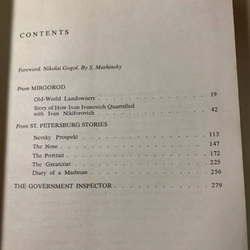 CONTENTS
Foreword. Nikolai Gogol. By S. Mashinsky
From MIRGOROD
Old-World Landowners . . . . . . . . . . 19
Story of How Ivan Ivanovich Quarrelled
with Ivan Nikiforovich . . . . . . . . . . 42
From ST. PETERSBURG STORIES
Nevsky Prospekt . . . . . . . . . . 113
The Nose . . . . . . . . . . 147
The Portrait . . . . . . . . . . 172
The Greatcoat . . . . . . . . . . 225
Diary of a Madman . . . . . . . . . . 256
THE GOVERNMENT INSPECTOR . . . . . . . . . . 279